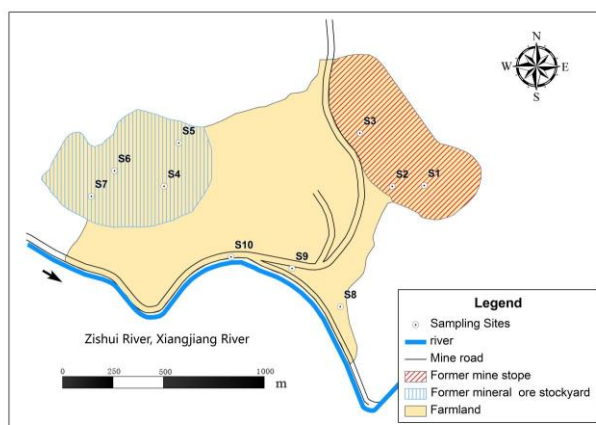 N
W E
S
S3
S5
S6
S2 S1
S4
S7
S10
S9
S8
Zishui River, Xiangjiang River
0 250 500 1000
m
Legend
Sampling Sites
river
Mine road
Former mine stope
Former mineral ore stockyard
Farmland